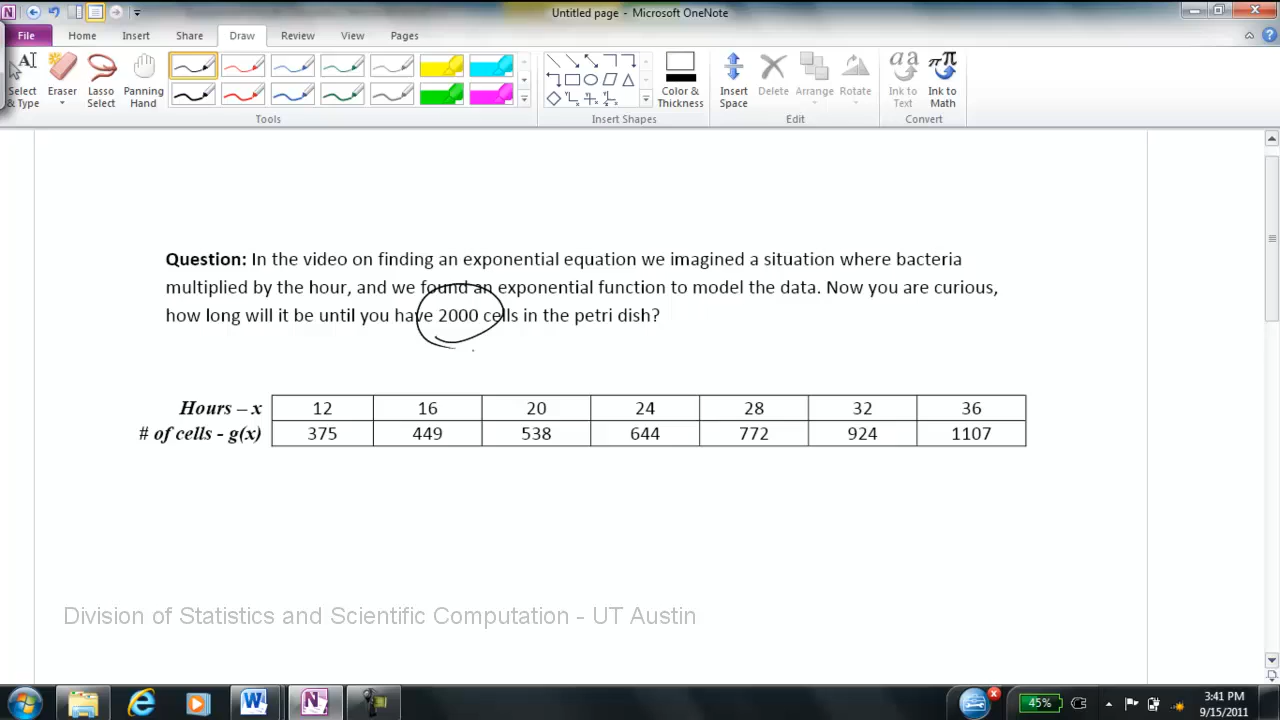 Untitled page - Microsoft OneNote
File Home Insert Share Draw Review View Pages
Select & Type
Eraser
Lasso Select
Panning Hand
Color & Thickness
Insert Space
Delete
Arrange
Rotate
Ink to Text
Ink to Math
Tools Insert Shapes Edit Convert
Question: In the video on finding an exponential equation we imagined a situation where bacteria
multiplied by the hour, and we found an exponential function to model the data. Now you are curious,
how long will it be until you have 2000 cells in the petri dish?
Hours – x 12 16 20 24 28 32 36
# of cells - g(x) 375 449 538 644 772 924 1107
Division of Statistics and Scientific Computation - UT Austin
45% 3:41 PM
9/15/2011